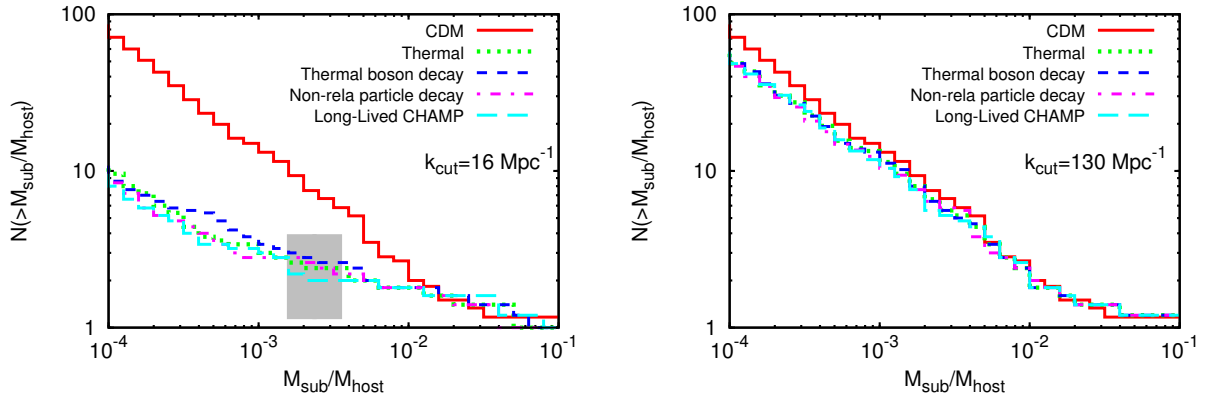 100
10
1
N(>M_sub/M_host)
CDM
Thermal
Thermal boson decay
Non-rela particle decay
Long-Lived CHAMP
k_cut=16 Mpc^-1
10^-4 10^-3 10^-2 10^-1
M_sub/M_host
100
10
1
N(>M_sub/M_host)
CDM
Thermal
Thermal boson decay
Non-rela particle decay
Long-Lived CHAMP
k_cut=130 Mpc^-1
10^-4 10^-3 10^-2 10^-1
M_sub/M_host